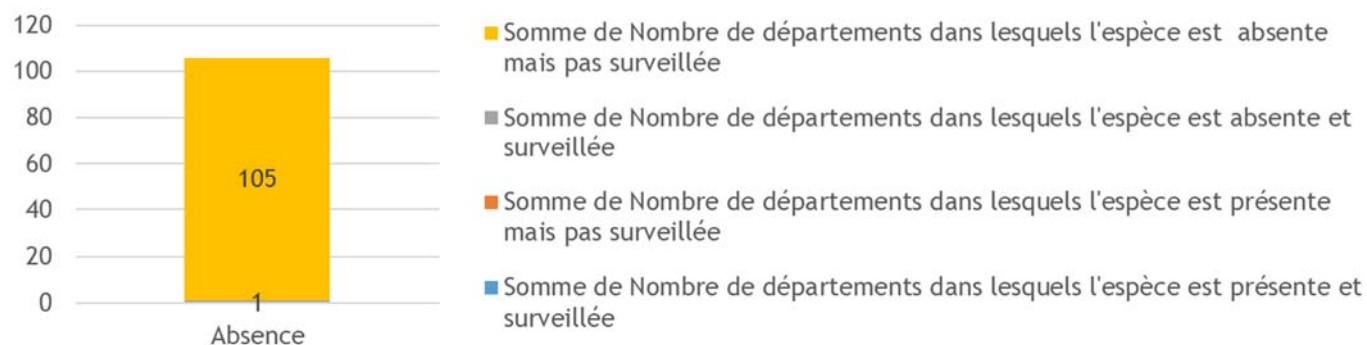 120
100
80
60
40
20
0
105
1
Absence
Somme de Nombre de départements dans lesquels l'espèce est absente
mais pas surveillée
Somme de Nombre de départements dans lesquels l'espèce est absente et
surveillée
Somme de Nombre de départements dans lesquels l'espèce est présente
mais pas surveillée
Somme de Nombre de départements dans lesquels l'espèce est présente et
surveillée